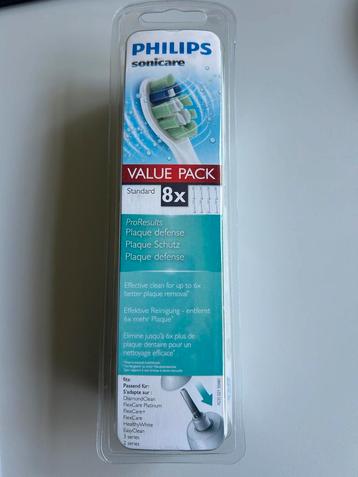 PHILIPS
sonicare
VALUE PACK
Standard 8x
ProResults
Plaque defense
Plaque Schutz
Plaque defense
Effective clean for up to 6x
better plaque removal*
Effektive Reinigung - entfernt
6x mehr Plaque*
Elimine jusqu'à 6x plus de
plaque dentaire pour un
nettoyage efficace*
fits:
Passend für:
S'adapte sur :
DiamondClean
FlexCare Platinum
FlexCare+
FlexCare
HealthyWhite
EasyClean
3 series
2 series